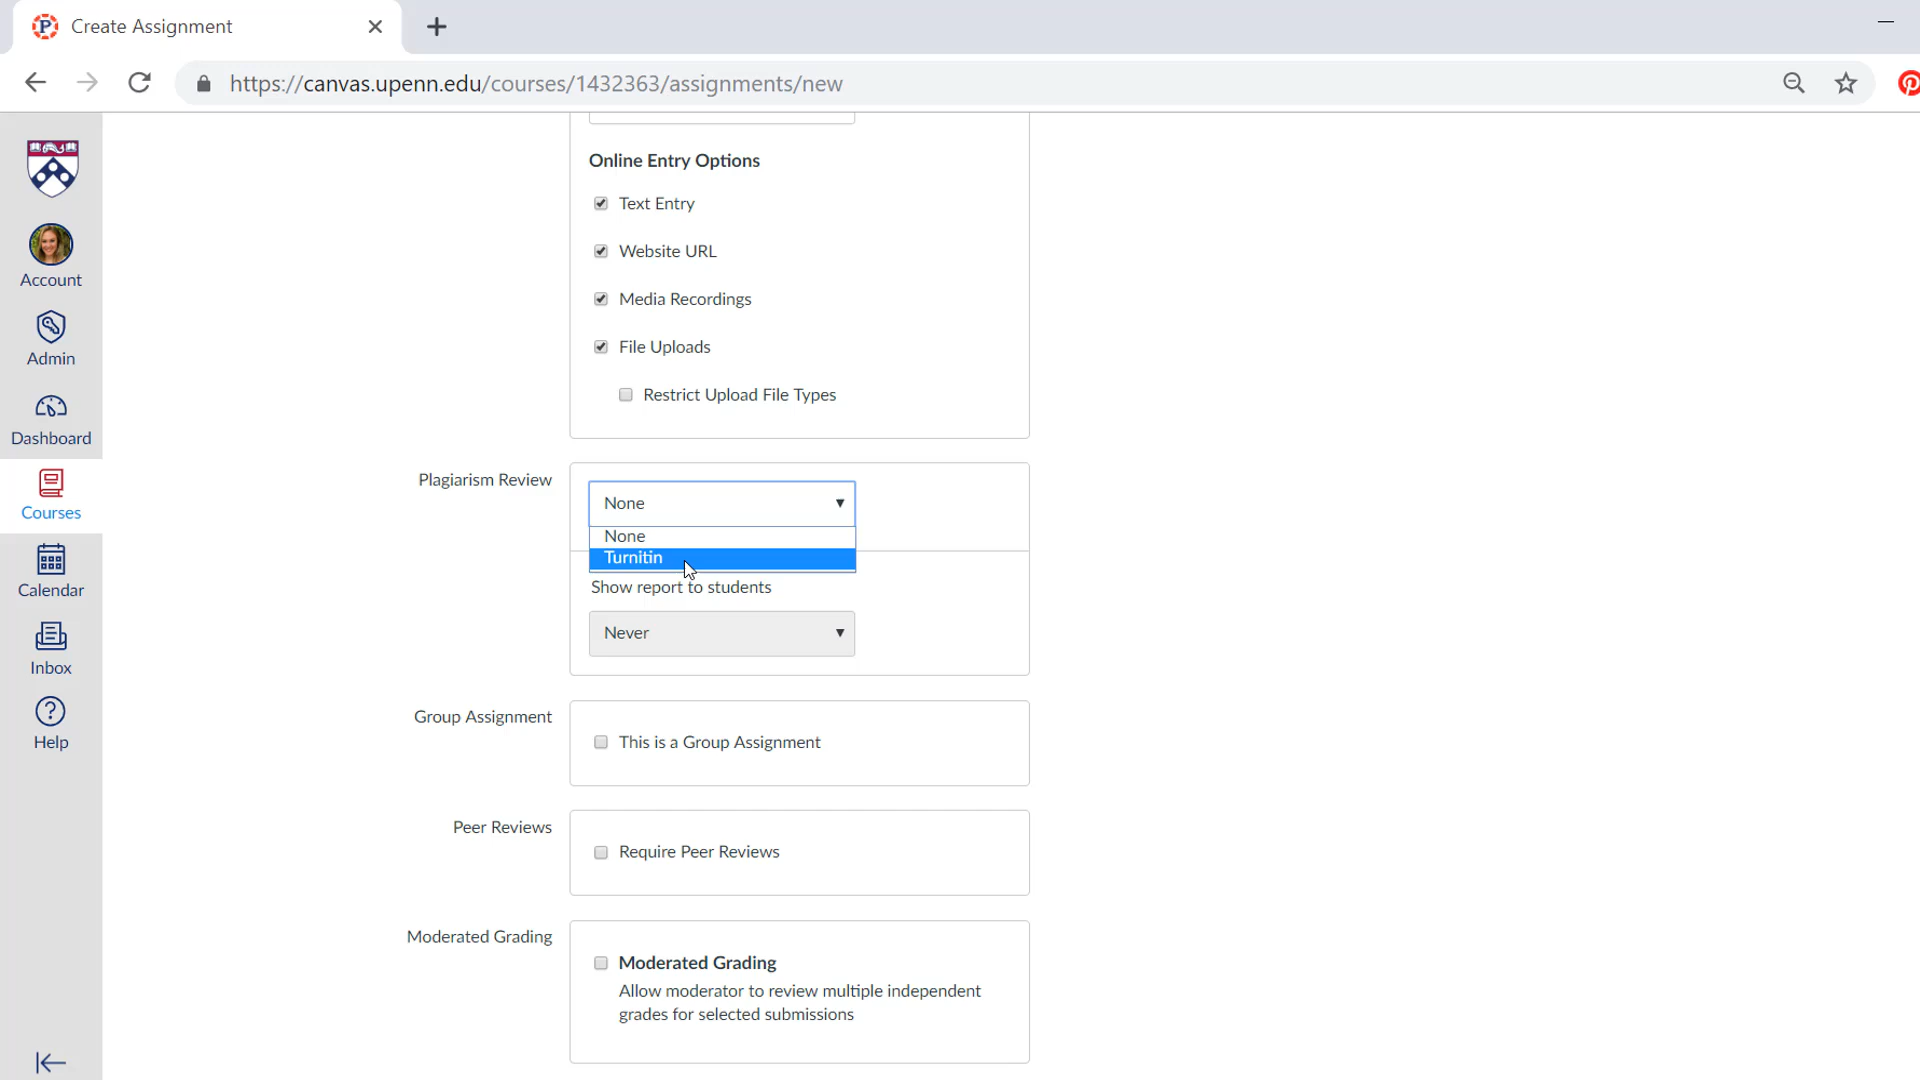 Create Assignment
https://canvas.upenn.edu/courses/1432363/assignments/new
Account
Admin
Dashboard
Courses
Calendar
Inbox
Help
Online Entry Options
Text Entry
Website URL
Media Recordings
File Uploads
Restrict Upload File Types
Plagiarism Review
None
None
Turnitin
Show report to students
Never
Group Assignment
This is a Group Assignment
Peer Reviews
Require Peer Reviews
Moderated Grading
Moderated Grading
Allow moderator to review multiple independent
grades for selected submissions